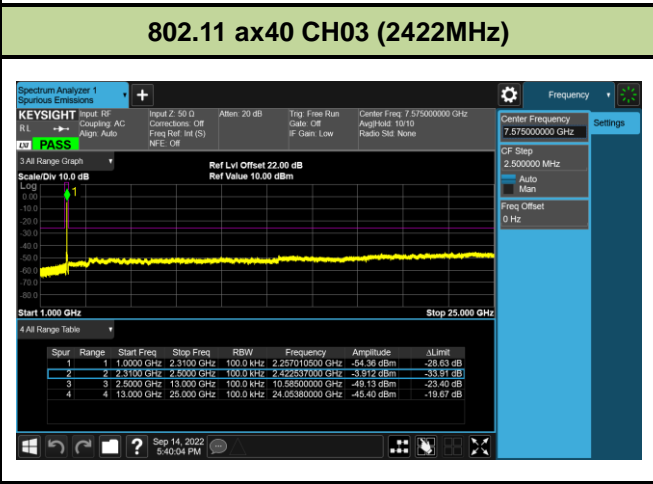 802.11 ax40 CH03 (2422MHz)
Spectrum Analyzer 1
Spurious Emissions
Frequency
KEYSIGHT Input: RF Input Z: 50 Ω Atten: 20 dB Trig: Free Run Center Freq: 7.575000000 GHz
RL Coupling: AC Corrections: Off Gate: Off Avg|Hold: 10/10
Align: Auto Freq Ref: Int (S) IF Gain: Low Radio Std: None
LXI PASS NFE: Off
Center Frequency
7.575000000 GHz
Settings
CF Step
2.500000 MHz
Auto
Man
Freq Offset
0 Hz
3 All Range Graph Ref Lvl Offset 22.00 dB
Scale/Div 10.0 dB Ref Value 10.00 dBm
Log
1
0.00
-10.0
-20.0
-30.0
-40.0
-50.0
-60.0
-70.0
-80.0
Start 1.000 GHz Stop 25.000 GHz
4 All Range Table
Spur Range Start Freq Stop Freq RBW Frequency Amplitude ΔLimit
1 1 1.0000 GHz 2.3100 GHz 100.0 kHz 2.257010500 GHz -54.36 dBm -28.63 dB
2 2 2.3100 GHz 2.5000 GHz 100.0 kHz 2.422537000 GHz -3.912 dBm -33.91 dB
3 3 2.5000 GHz 13.000 GHz 100.0 kHz 10.58500000 GHz -49.13 dBm -23.40 dB
4 4 13.000 GHz 25.000 GHz 100.0 kHz 24.05380000 GHz -45.40 dBm -19.67 dB
Sep 14, 2022
5:40:04 PM